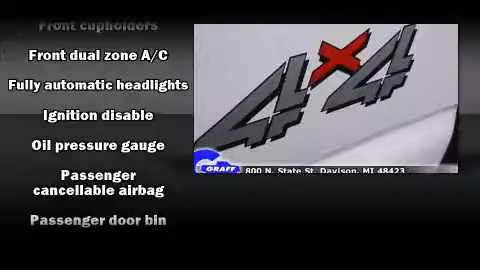 Front cupholders
Front dual zone A/C
Fully automatic headlights
Ignition disable
Oil pressure gauge
Passenger
cancellable airbag
Passenger door bin
4x4
GRAFF
800 N. State St. Davison, MI 48423